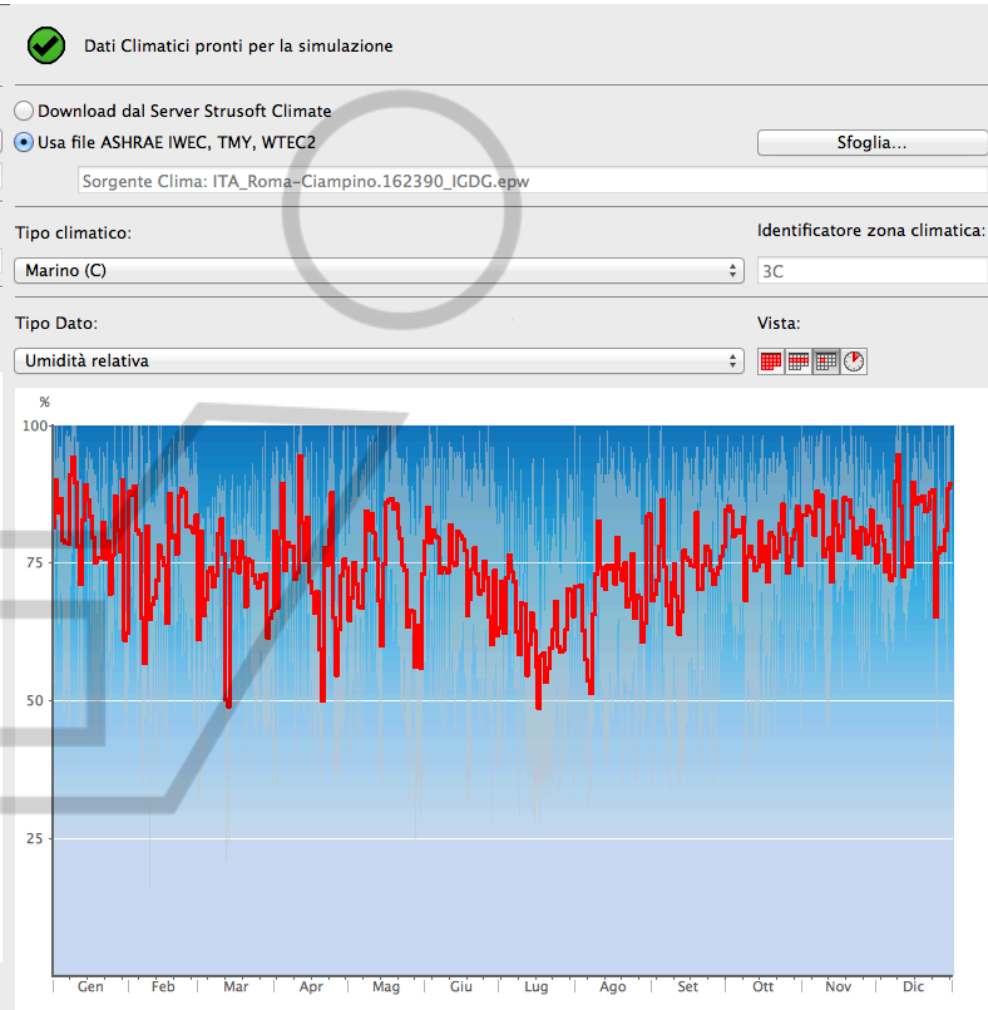 Dati Climatici pronti per la simulazione
Download dal Server Strusoft Climate
Usa file ASHRAE IWEC, TMY, WTEC2
Sfoglia...
Sorgente Clima: ITA_Roma-Ciampino.162390_IGDG.epw
Tipo climatico:
Identificatore zona climatica:
Marino (C)
3C
Tipo Dato:
Vista:
Umidità relativa
%
100
75
50
25
Gen Feb Mar Apr Mag Giu Lug Ago Set Ott Nov Dic